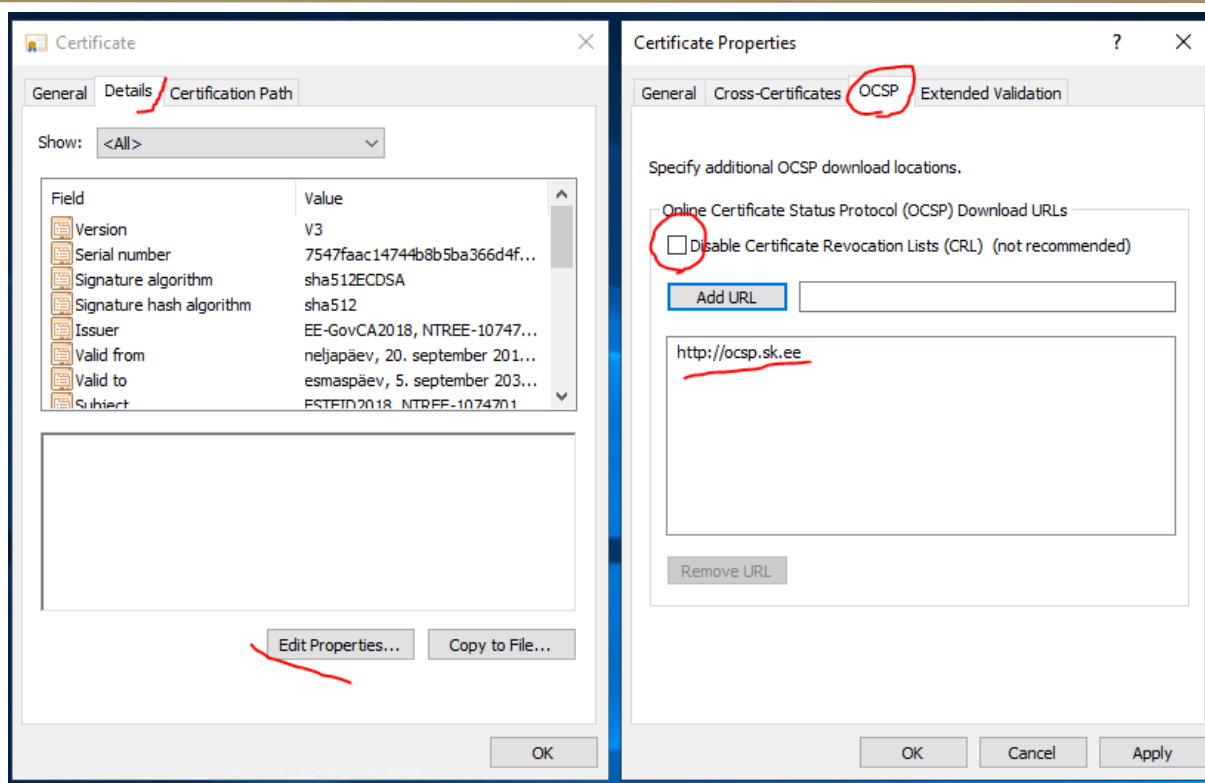 Certificate
General Details Certification Path
Show: <All>
Field Value
Version V3
Serial number 7547faac14744b8b5ba366d4f...
Signature algorithm sha512ECDSA
Signature hash algorithm sha512
Issuer EE-GovCA2018, NTREE-10747...
Valid from neljapäev, 20. september 201...
Valid to esmaspäev, 5. september 203...
Subject ESTEID2018, NTREE-1074701
Edit Properties... Copy to File...
OK
Certificate Properties ?
General Cross-Certificates OCSP Extended Validation
Specify additional OCSP download locations.
Online Certificate Status Protocol (OCSP) Download URLs
Disable Certificate Revocation Lists (CRL) (not recommended)
Add URL
http://ocsp.sk.ee
Remove URL
OK Cancel Apply